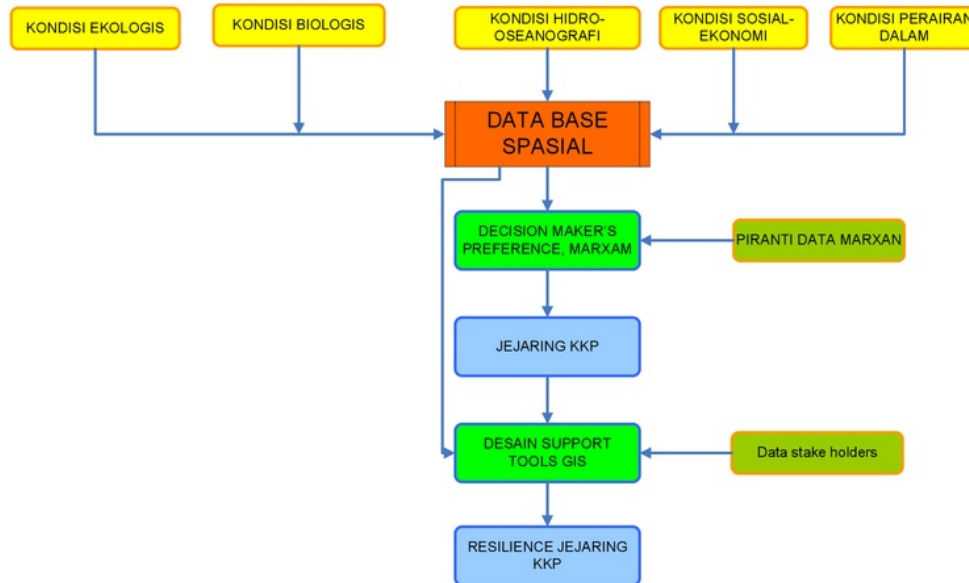 KONDISI EKOLOGIS
KONDISI BIOLOGIS
KONDISI HIDRO-
OSEANOGRAFI
KONDISI SOSIAL-
EKONOMI
KONDISI PERAIRAN
DALAM
DATA BASE
SPASIAL
DECISION MAKER'S
PREFERENCE, MARXAM
PIRANTI DATA MARXAN
JEJARING KKP
DESAIN SUPPORT
TOOLS GIS
Data stake holders
RESILIENCE JEJARING
KKP